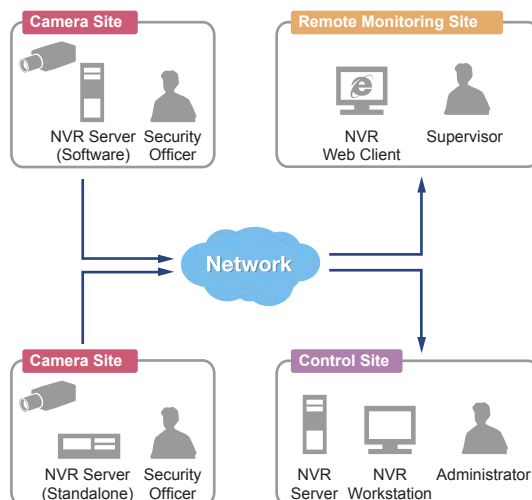 Camera Site
NVR Server
(Software)
Security
Officer
Remote Monitoring Site
NVR
Web Client
Supervisor
Network
Camera Site
NVR Server
(Standalone)
Security
Officer
Control Site
NVR
Server
NVR
Workstation
Administrator